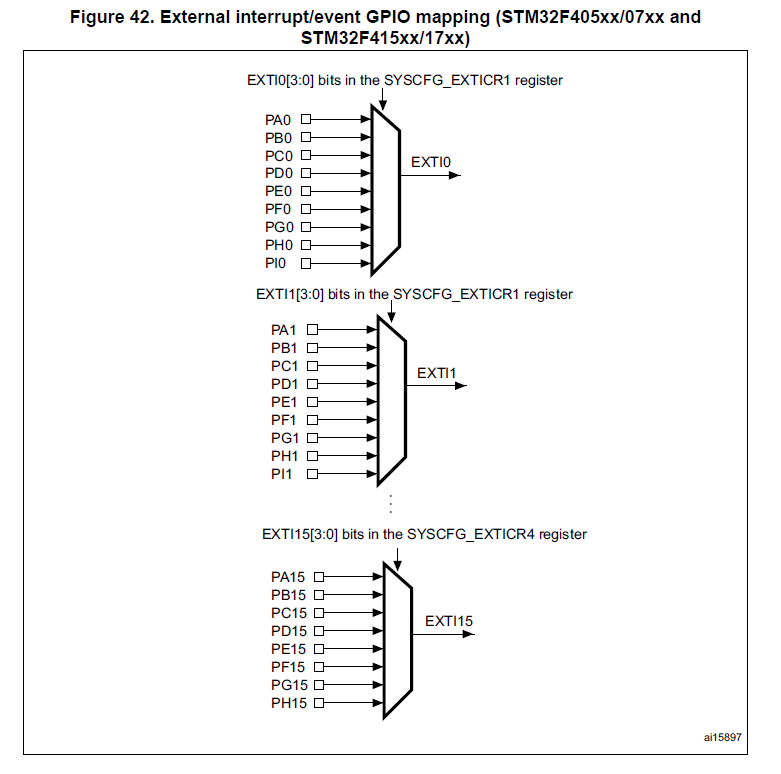 Figure 42. External interrupt/event GPIO mapping (STM32F405xx/07xx and
STM32F415xx/17xx)
EXTI0[3:0] bits in the SYSCFG_EXTICR1 register
PA0
PB0
PC0
PD0
PE0
PF0
PG0
PH0
PI0
EXTI0
EXTI1[3:0] bits in the SYSCFG_EXTICR1 register
PA1
PB1
PC1
PD1
PE1
PF1
PG1
PH1
PI1
EXTI1
EXTI15[3:0] bits in the SYSCFG_EXTICR4 register
PA15
PB15
PC15
PD15
PE15
PF15
PG15
PH15
EXTI15
ai15897